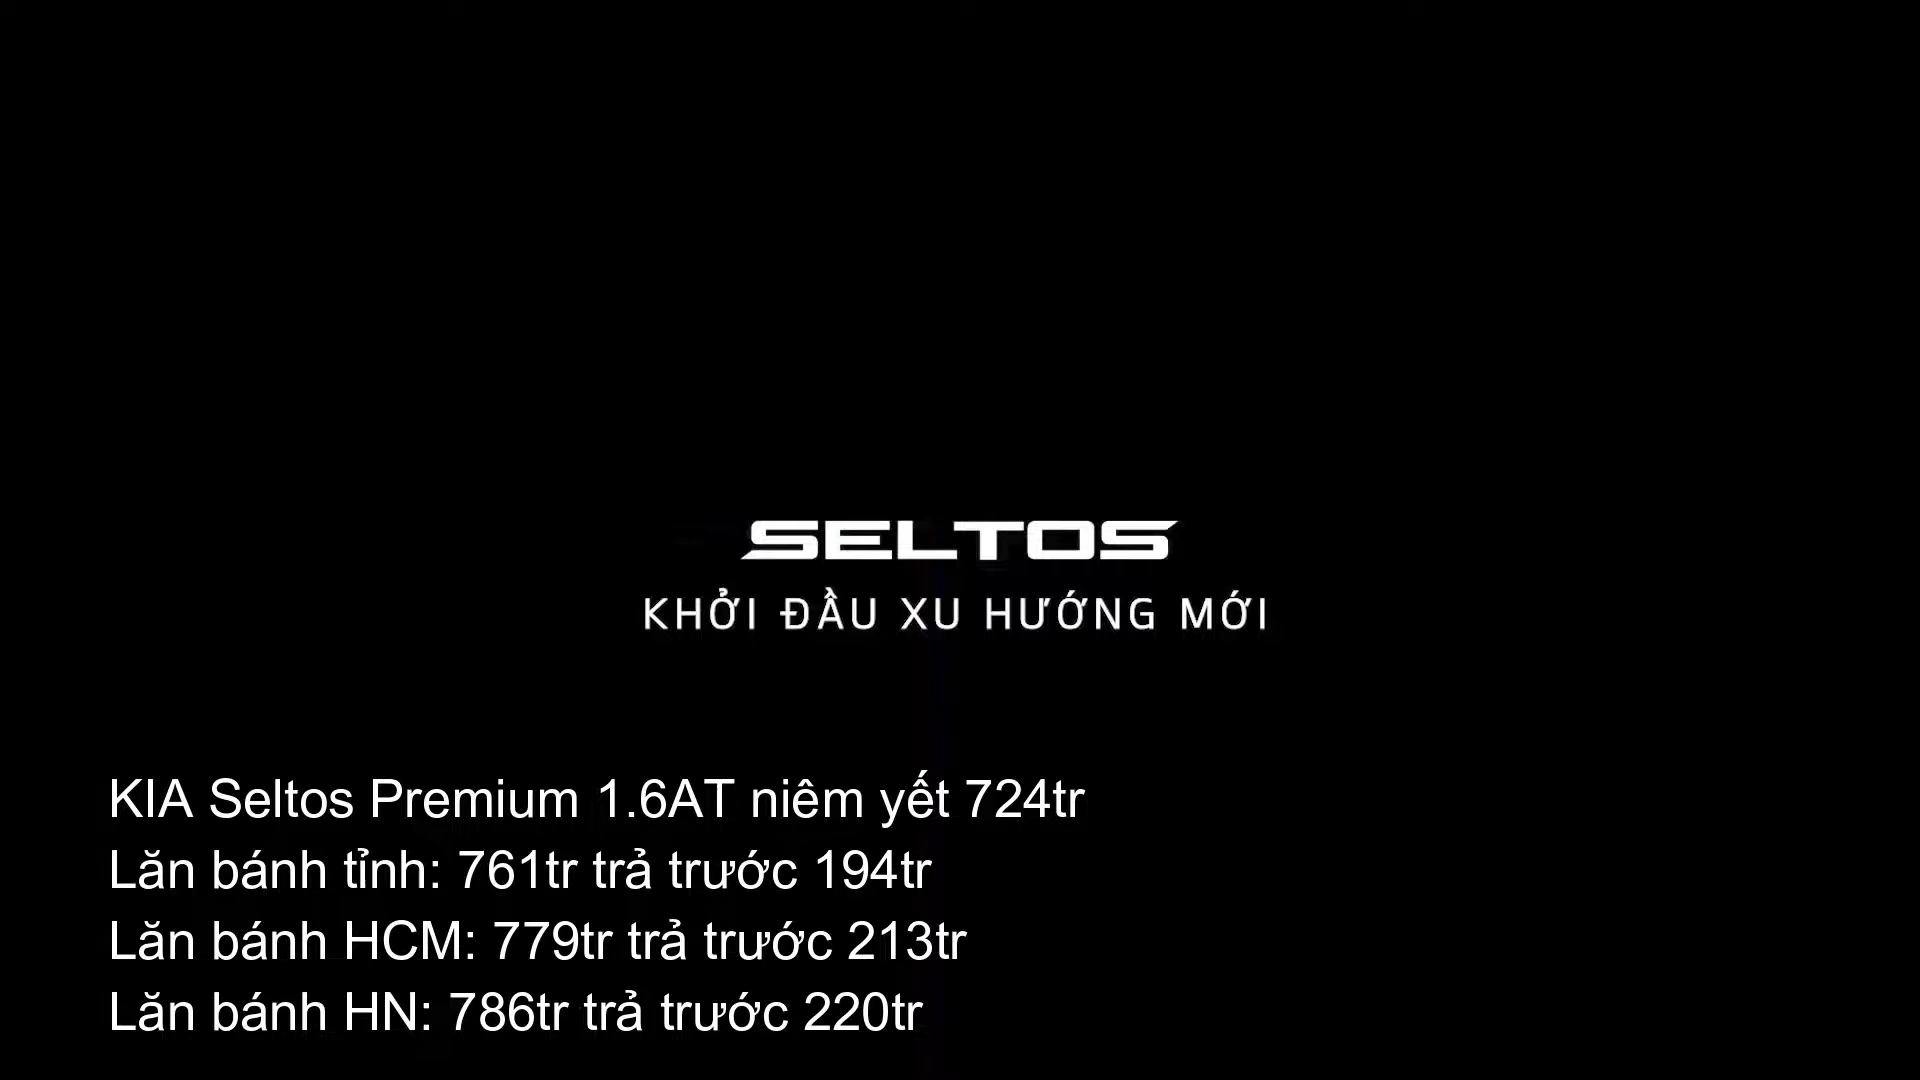 SELTOS
KHỞI ĐẦU XU HƯỚNG MỚI
KIA Seltos Premium 1.6AT niêm yết 724tr
Lăn bánh tỉnh: 761tr trả trước 194tr
Lăn bánh HCM: 779tr trả trước 213tr
Lăn bánh HN: 786tr trả trước 220tr